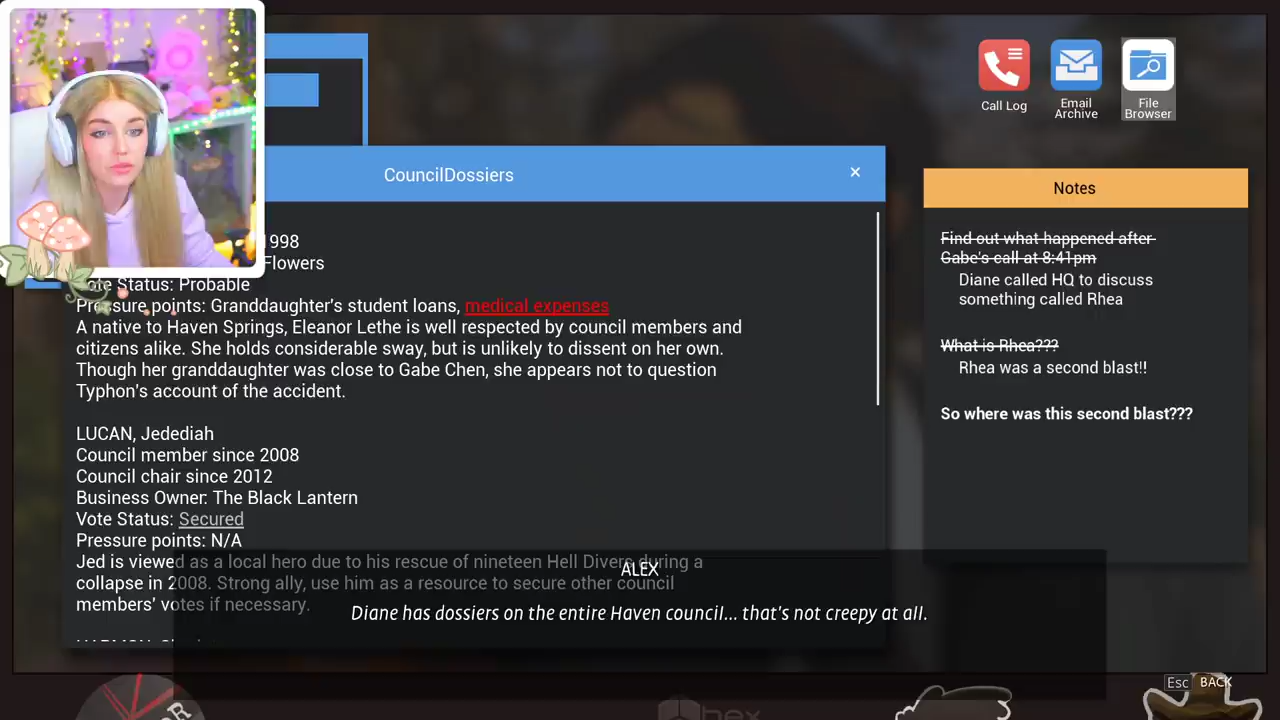 Call Log
Email
Archive
File
Browser
CouncilDossiers
×
Notes
1998
Flowers
Vote Status: Probable
Pressure points: Granddaughter's student loans, medical expenses
A native to Haven Springs, Eleanor Lethe is well respected by council members and
citizens alike. She holds considerable sway, but is unlikely to dissent on her own.
Though her granddaughter was close to Gabe Chen, she appears not to question
Typhon's account of the accident.
LUCAN, Jedediah
Council member since 2008
Council chair since 2012
Business Owner: The Black Lantern
Vote Status: Secured
Pressure points: N/A
Jed is viewed as a local hero due to his rescue of nineteen Hell Divers during a
collapse in 2008. Strong ally, use him as a resource to secure other council
members' votes if necessary.
Find out what happened after
Gabe's call at 8:41pm
Diane called HQ to discuss
something called Rhea
What is Rhea???
Rhea was a second blast!!
So where was this second blast???
ALEX
Diane has dossiers on the entire Haven council... that's not creepy at all.
Esc BACK